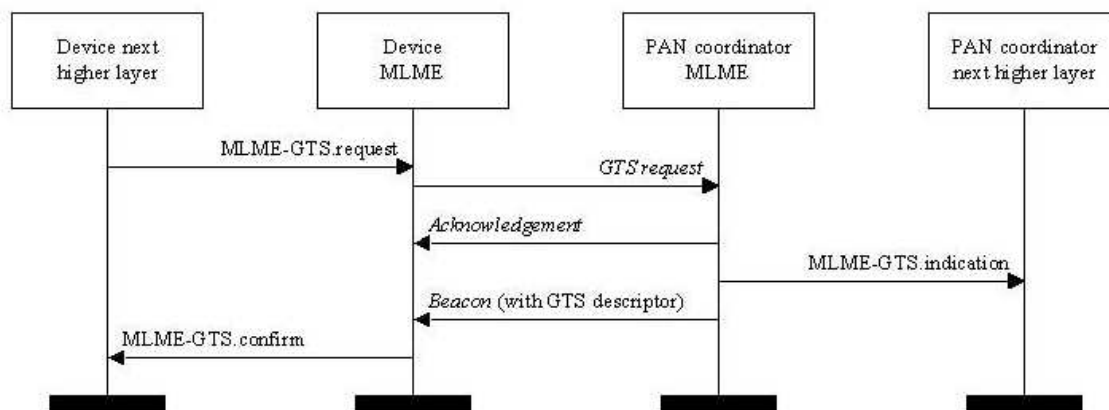 Device next
higher layer
Device
MLME
PAN coordinator
MLME
PAN coordinator
next higher layer
MLME-GTS.request
GTS request
Acknowledgement
MLME-GTS.indication
Beacon (with GTS descriptor)
MLME-GTS.confirm